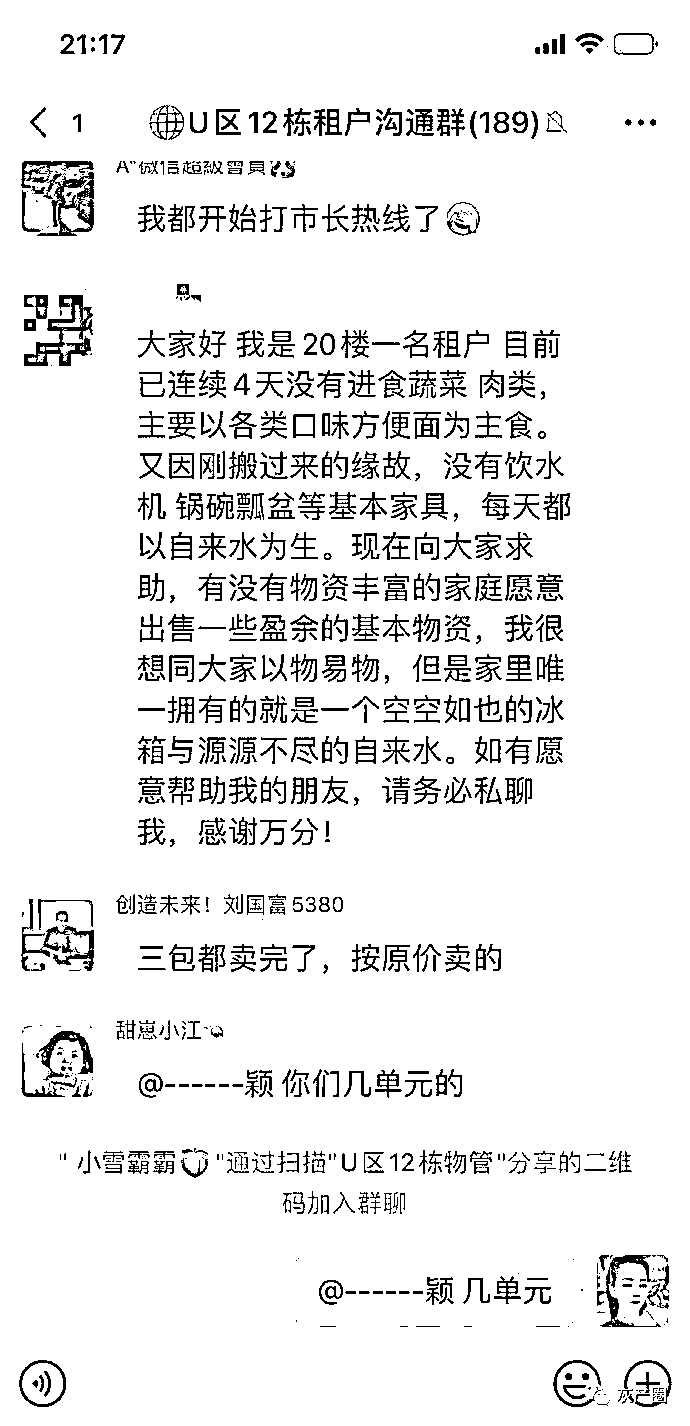 21:17
1
U区12栋租户沟通群(189)
A"微信超級會員
我都开始打市长热线了
大家好 我是20楼一名租户 目前
已连续4天没有进食蔬菜 肉类，
主要以各类口味方便面为主食。
又因刚搬过来的缘故，没有饮水
机 锅碗瓢盆等基本家具，每天都
以自来水为生。现在向大家求
助，有没有物资丰富的家庭愿意
出售一些盈余的基本物资，我很
想同大家以物易物，但是家里唯
一拥有的就是一个空空如也的冰
箱与源源不尽的自来水。如有愿
意帮助我的朋友，请务必私聊
我，感谢万分！
创造未来！刘国富5380
三包都卖完了，按原价卖的
甜崽小江
@------颖 你们几单元的
"小雪霸霸 "通过扫描"U区12栋物管"分享的二维
码加入群聊
@------颖 几单元
灰产圈